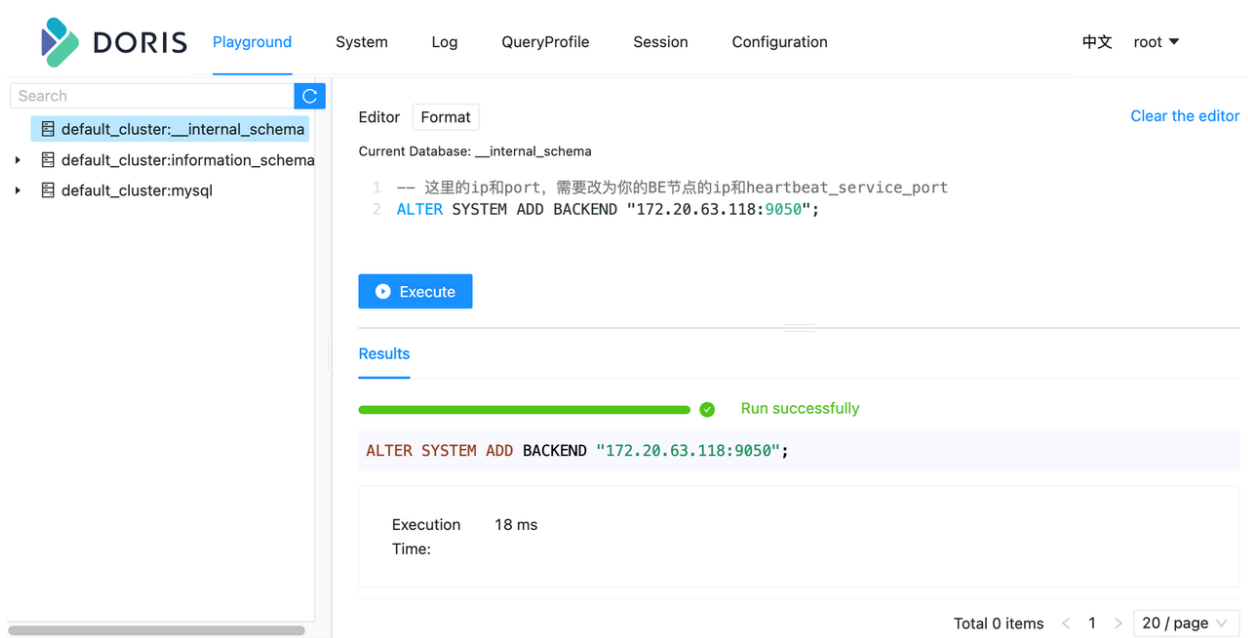 DORIS Playground System Log QueryProfile Session Configuration 中文 root
Search
default_cluster:__internal_schema
default_cluster:information_schema
default_cluster:mysql
Editor Format Clear the editor
Current Database: __internal_schema
1 -- 这里的ip和port，需要改为你的BE节点的ip和heartbeat_service_port
2 ALTER SYSTEM ADD BACKEND "172.20.63.118:9050";
Execute
Results
Run successfully
ALTER SYSTEM ADD BACKEND "172.20.63.118:9050";
Execution 18 ms
Time:
Total 0 items < 1 > 20 / page